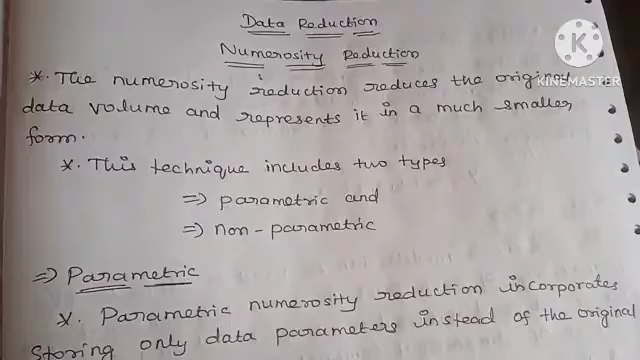 Data Reduction
Numerosity Reduction
KINEMASTER
*. The numerosity reduction reduces the original
data volume and represents it in a much smaller
form.
*. This technique includes two types
=> parametric and
=> non-parametric
=> Parametric
*. Parametric numerosity reduction incorporates
storing only data parameters instead of the original